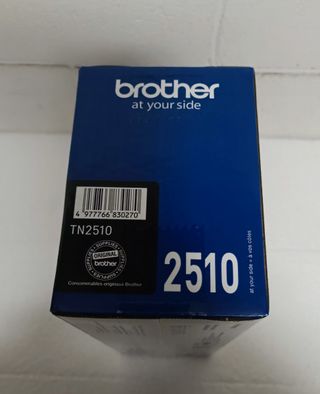 brother
at your side
4 977766 830270
TN2510
ORIGINAL
brother
SUPPLIES
SUPPLIES
Consommables originaux Brother
2510
at your side • à vos côtés